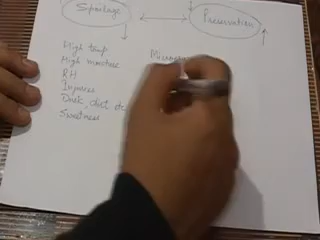 Spoilage
Preservation
High temp
High moisture
RH
Injuries
Dust, dirt etc
Sweetness